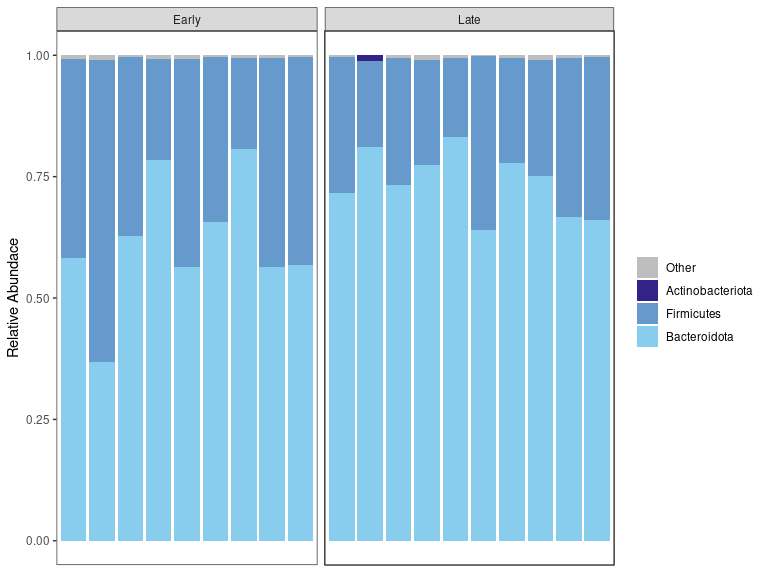 Early
Late
1.00
0.75
0.50
0.25
0.00
Relative Abundace
Other
Actinobacteriota
Firmicutes
Bacteroidota